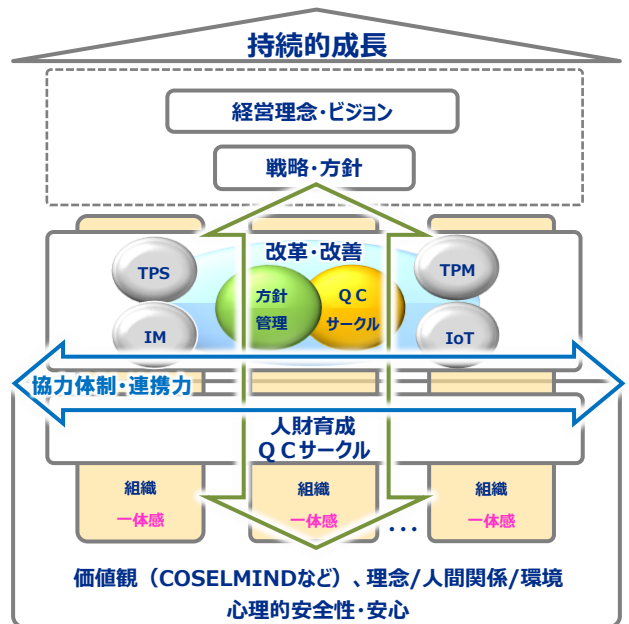 持続的成長
経営理念・ビジョン
戦略・方針
改革・改善
TPS
TPM
方針
管理
QC
サークル
IM
IoT
協力体制・連携力
人財育成
QCサークル
組織
組織
組織
一体感
一体感
...
一体感
価値観（COSELMINDなど）、理念/人間関係/環境
心理的安全性・安心